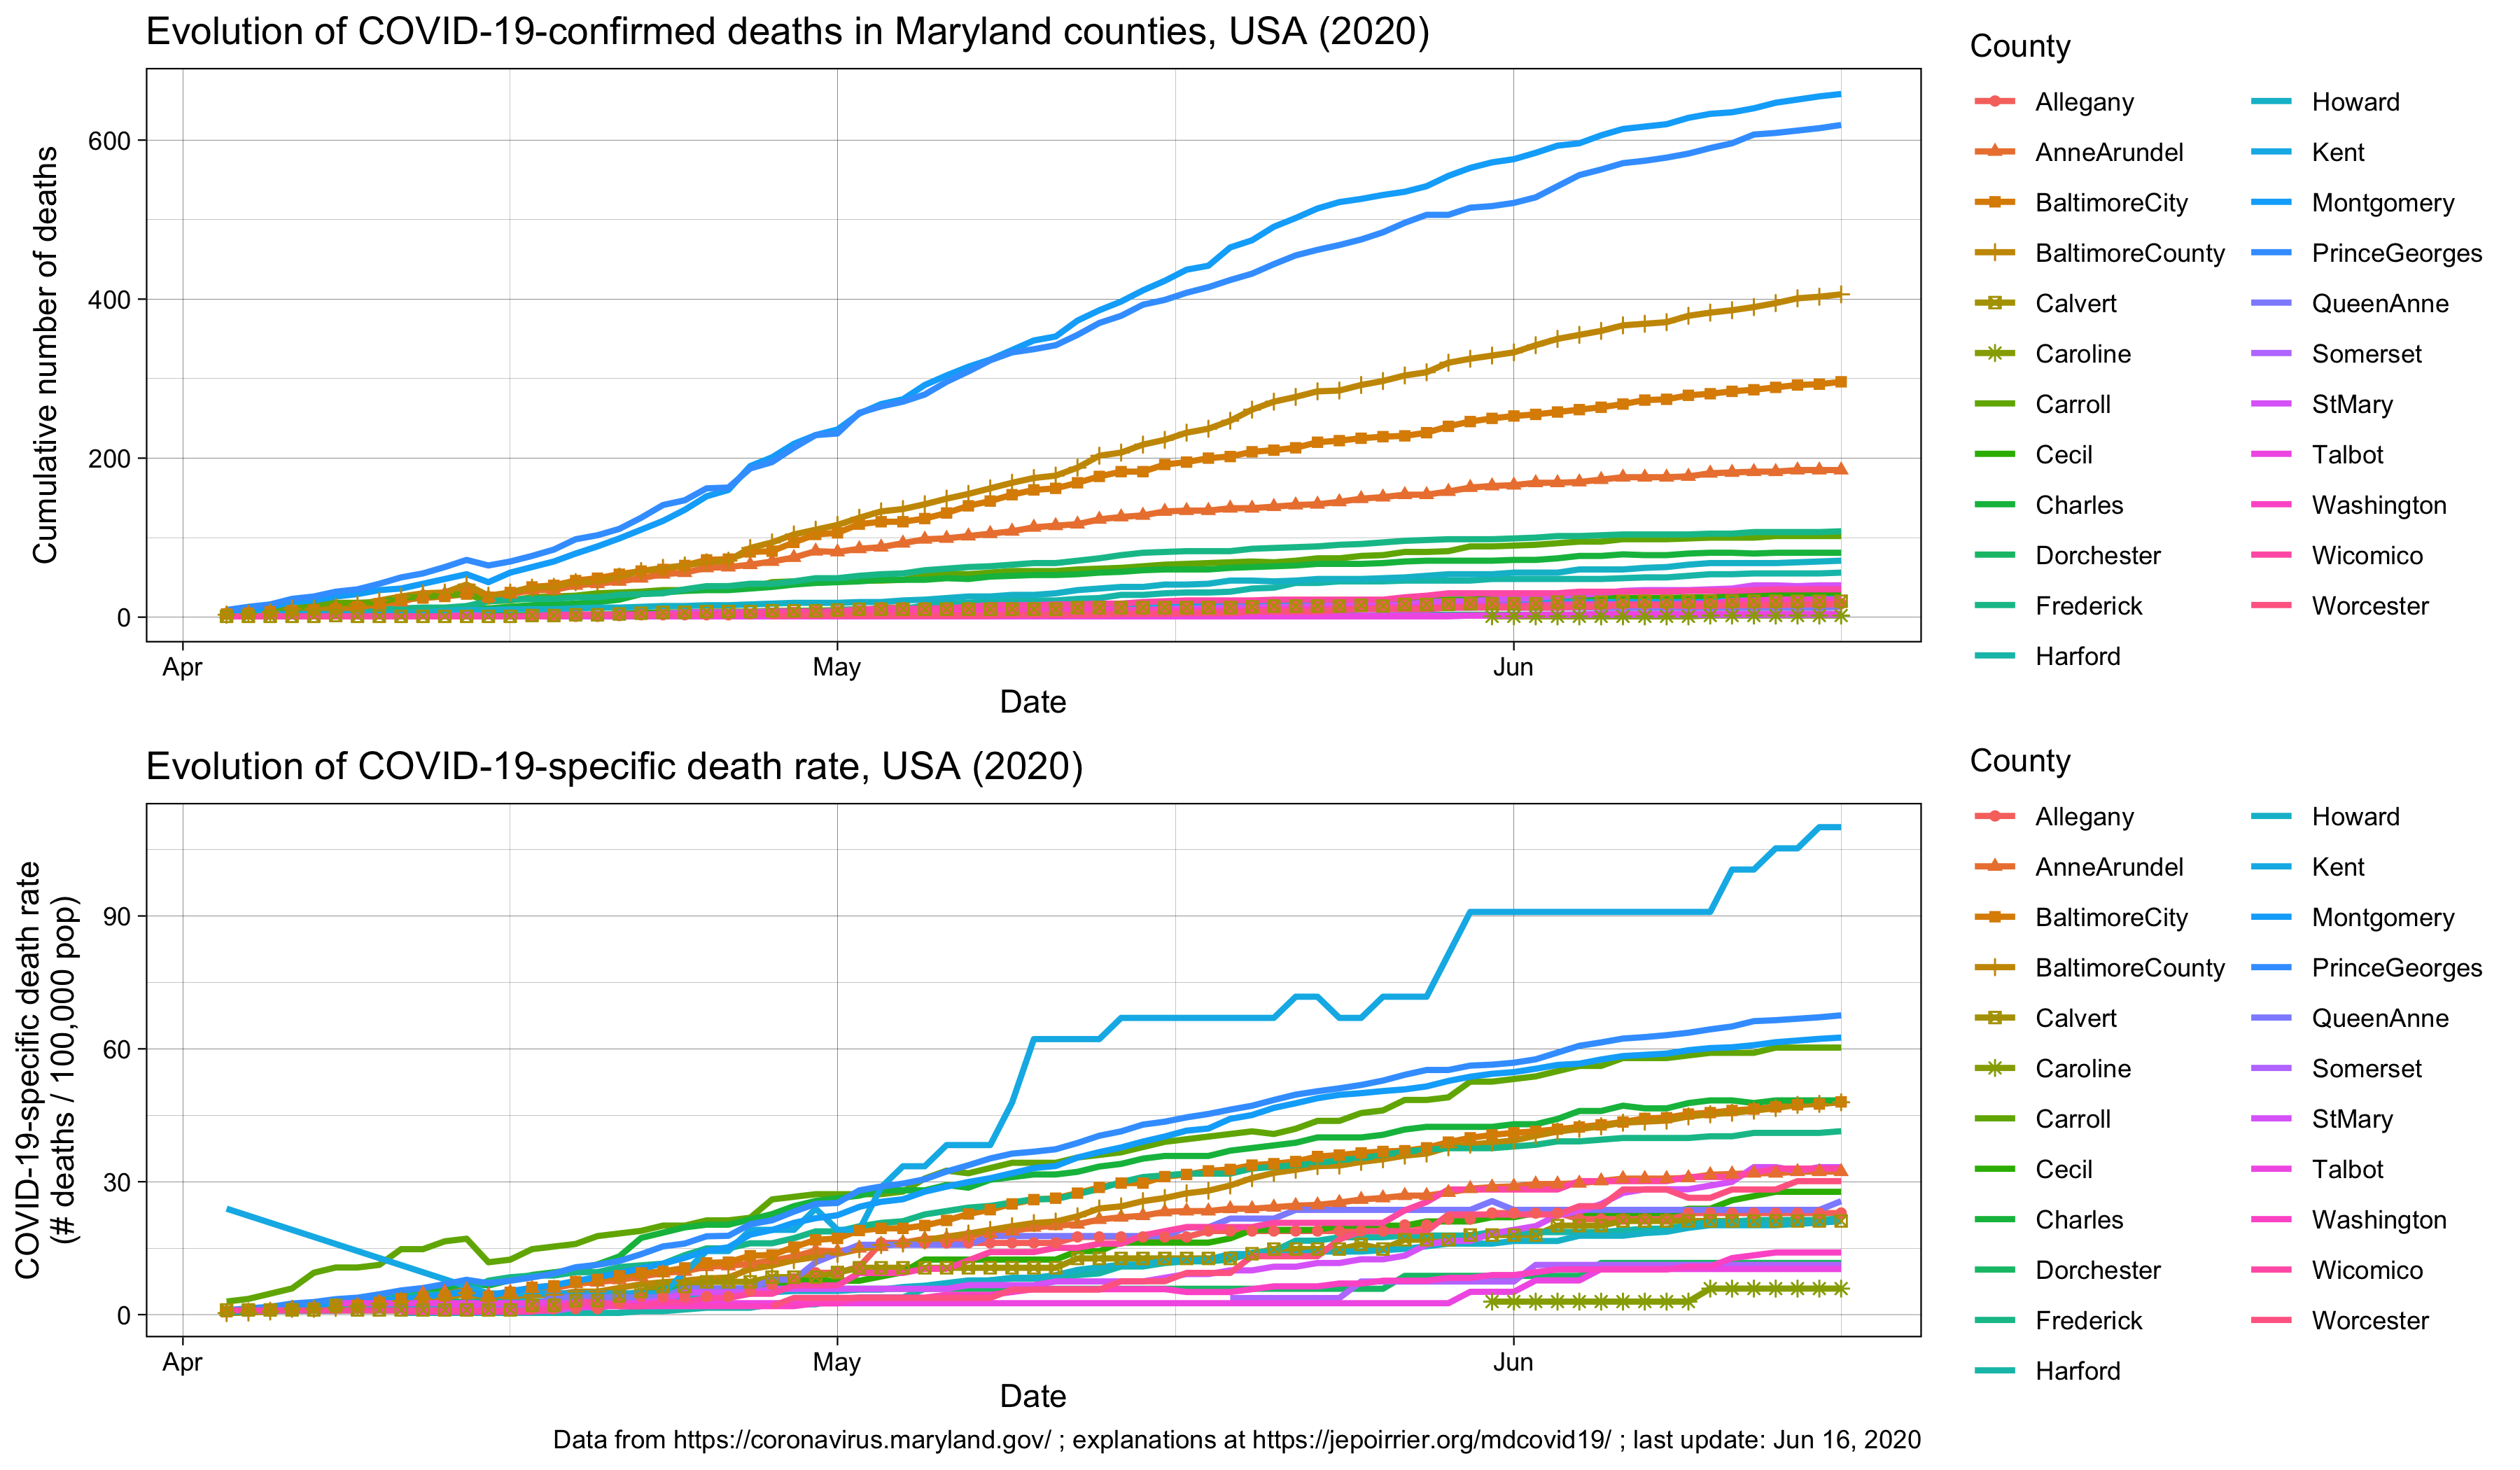 Evolution of COVID-19-confirmed deaths in Maryland counties, USA (2020)
Cumulative number of deaths
600
400
200
0
Apr
May
Jun
Date
County
Allegany
AnneArundel
BaltimoreCity
BaltimoreCounty
Calvert
Caroline
Carroll
Cecil
Charles
Dorchester
Frederick
Harford
Howard
Kent
Montgomery
PrinceGeorges
QueenAnne
Somerset
StMary
Talbot
Washington
Wicomico
Worcester
Evolution of COVID-19-specific death rate, USA (2020)
COVID-19-specific death rate
(# deaths / 100,000 pop)
90
60
30
0
Apr
May
Jun
Date
County
Allegany
AnneArundel
BaltimoreCity
BaltimoreCounty
Calvert
Caroline
Carroll
Cecil
Charles
Dorchester
Frederick
Harford
Howard
Kent
Montgomery
PrinceGeorges
QueenAnne
Somerset
StMary
Talbot
Washington
Wicomico
Worcester
Data from https://coronavirus.maryland.gov/ ; explanations at https://jepoirrier.org/mdcovid19/ ; last update: Jun 16, 2020